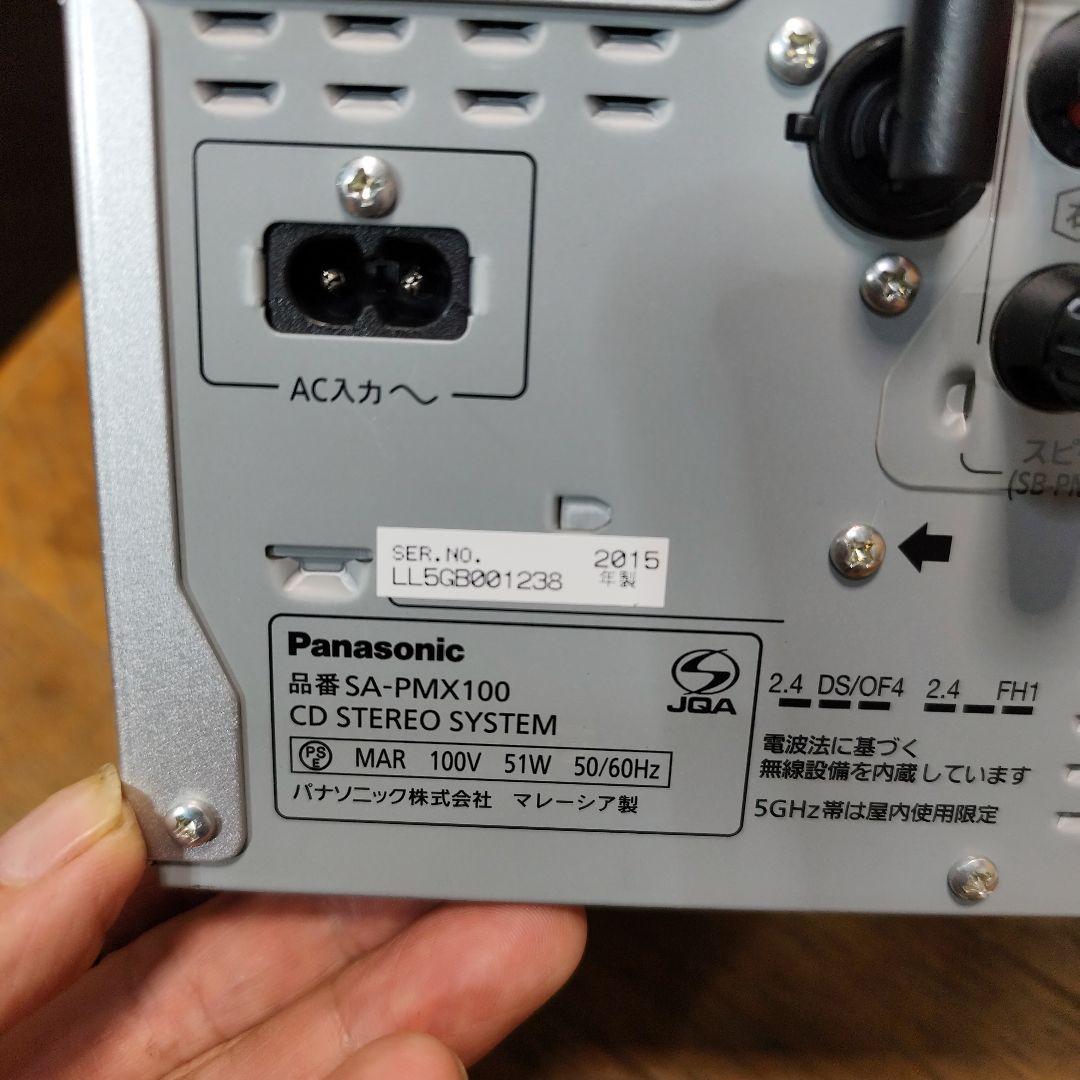 AC入力～
SER.NO. 2015
LL5GB001238 年製
Panasonic
品番 SA-PMX100
CD STEREO SYSTEM
JQA
PSE MAR 100V 51W 50/60Hz
パナソニック株式会社 マレーシア製
2.4 DS/OF4 2.4 FH1
電波法に基づく
無線設備を内蔵しています
5GHz帯は屋内使用限定